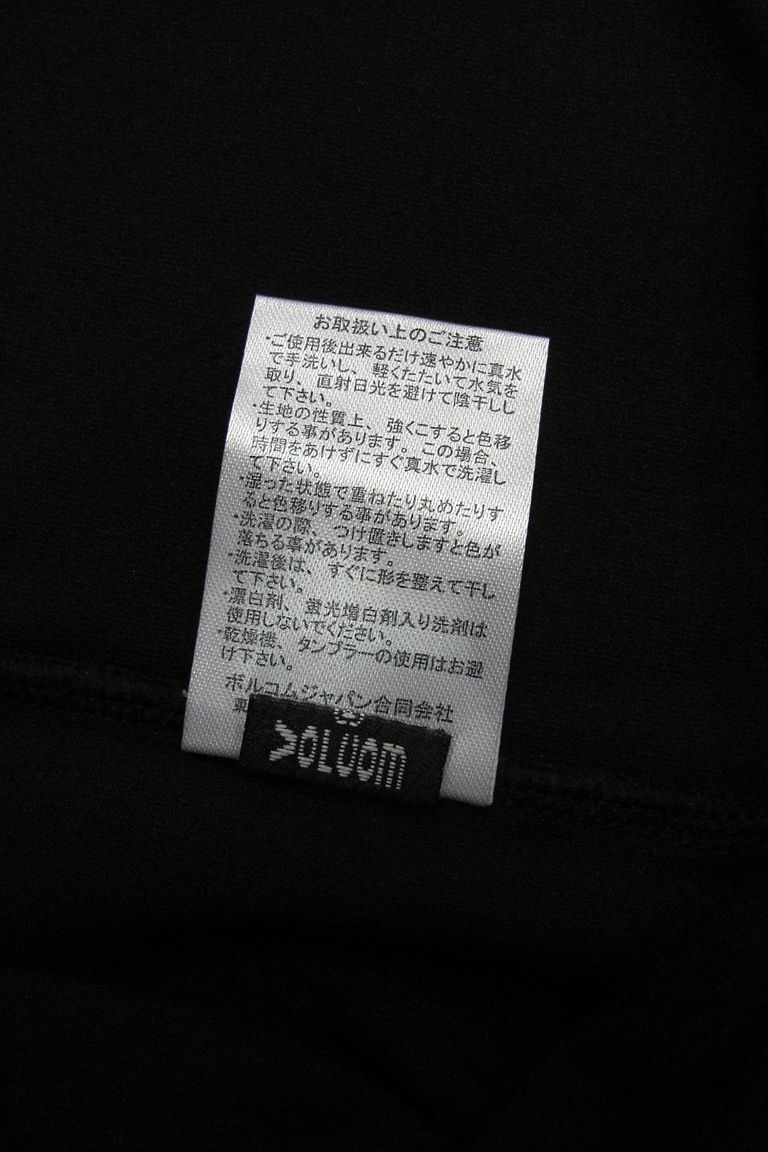 お取扱い上のご注意
・ご使用後出来るだけ速やかに真水
で手洗いし、軽くたたいて水気を
取り、直射日光を避けて陰干しし
て下さい。
・生地の性質上、強くこすると色移
りする事があります。この場合、
時間をあけずにすぐ真水で洗濯し
て下さい。
・湿った状態で重ねたり丸めたりす
ると色移りする事があります。
・洗濯の際、つけ置きしますと色が
落ちる事があります。
・洗濯後は、すぐに形を整えて干し
て下さい。
・漂白剤、蛍光増白剤入り洗剤は
使用しないでください。
・乾燥機、タンブラーの使用はお避
け下さい。
ボルコムジャパン合同会社
東
VOLCOM